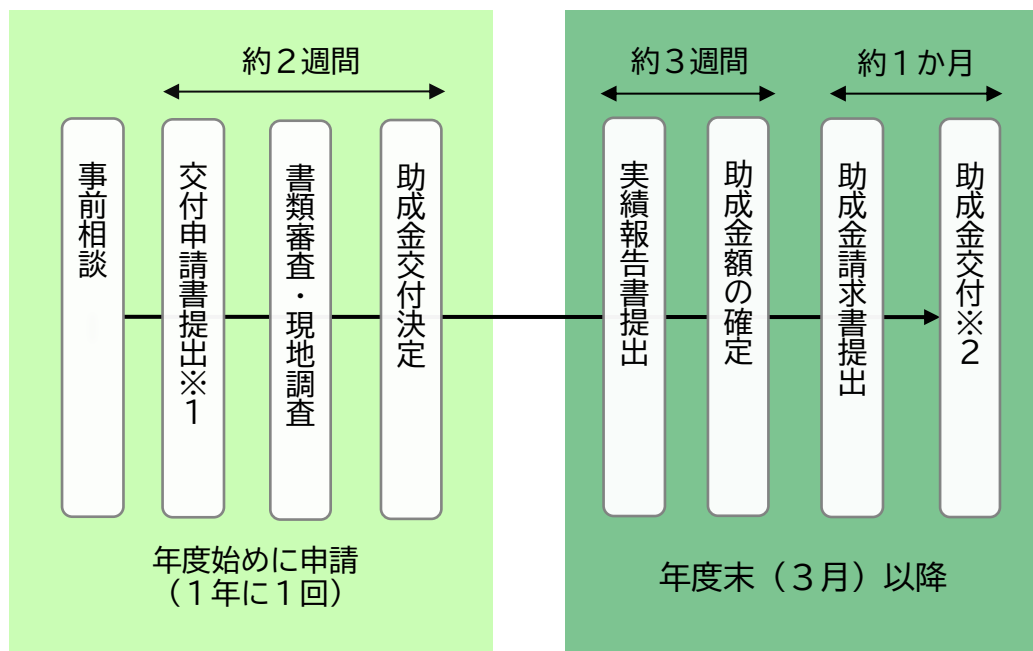 約２週間
事前相談
交付申請書提出※１
書類審査・現地調査
助成金交付決定
年度始めに申請
（１年に１回）
約３週間
約１か月
実績報告書提出
助成金額の確定
助成金請求書提出
助成金交付※２
年度末（３月）以降